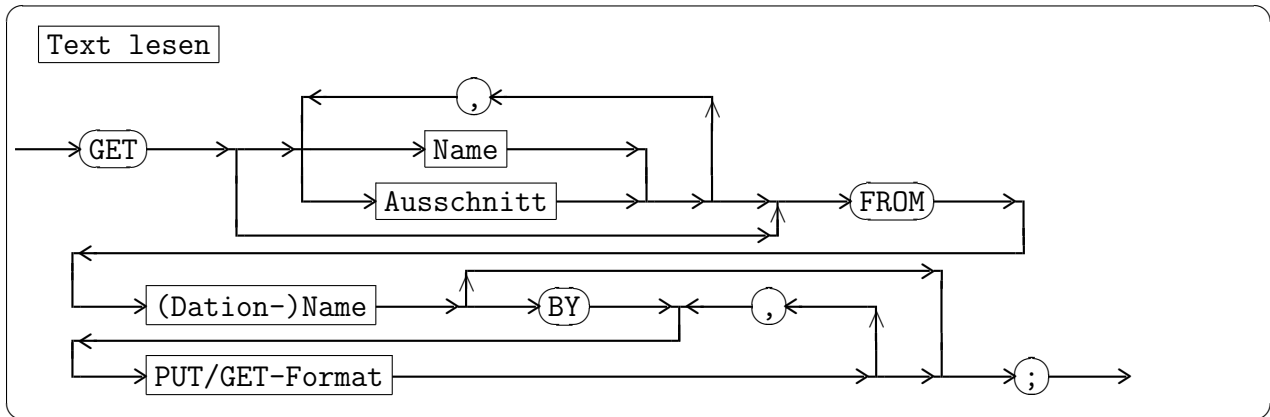 Text lesen
,
GET Name
Ausschnitt FROM
(Dation-)Name BY ,
PUT/GET-Format ;